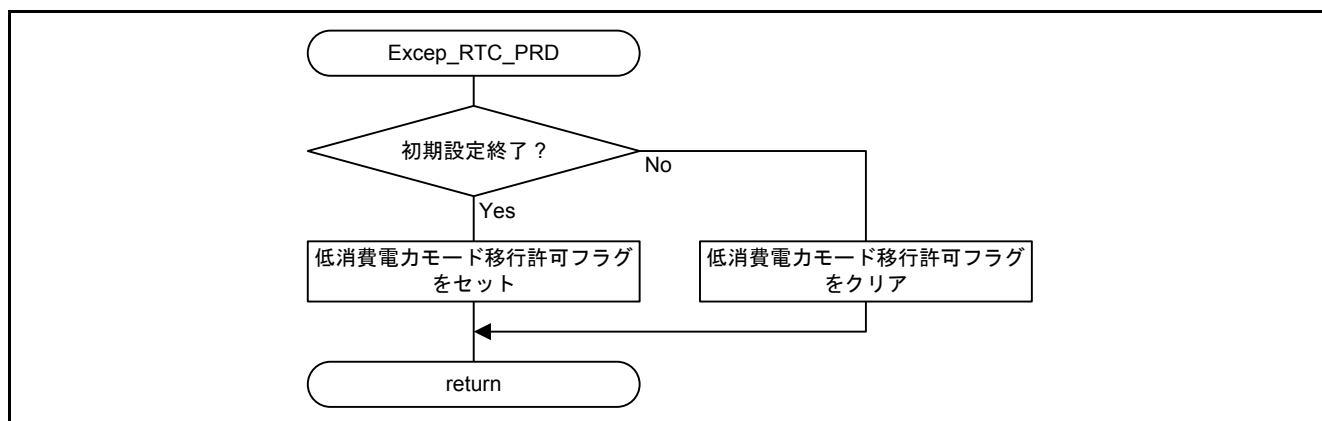 Excep_RTC_PRD
初期設定終了？
No
Yes
低消費電力モード移行許可フラグ
をセット
低消費電力モード移行許可フラグ
をクリア
return